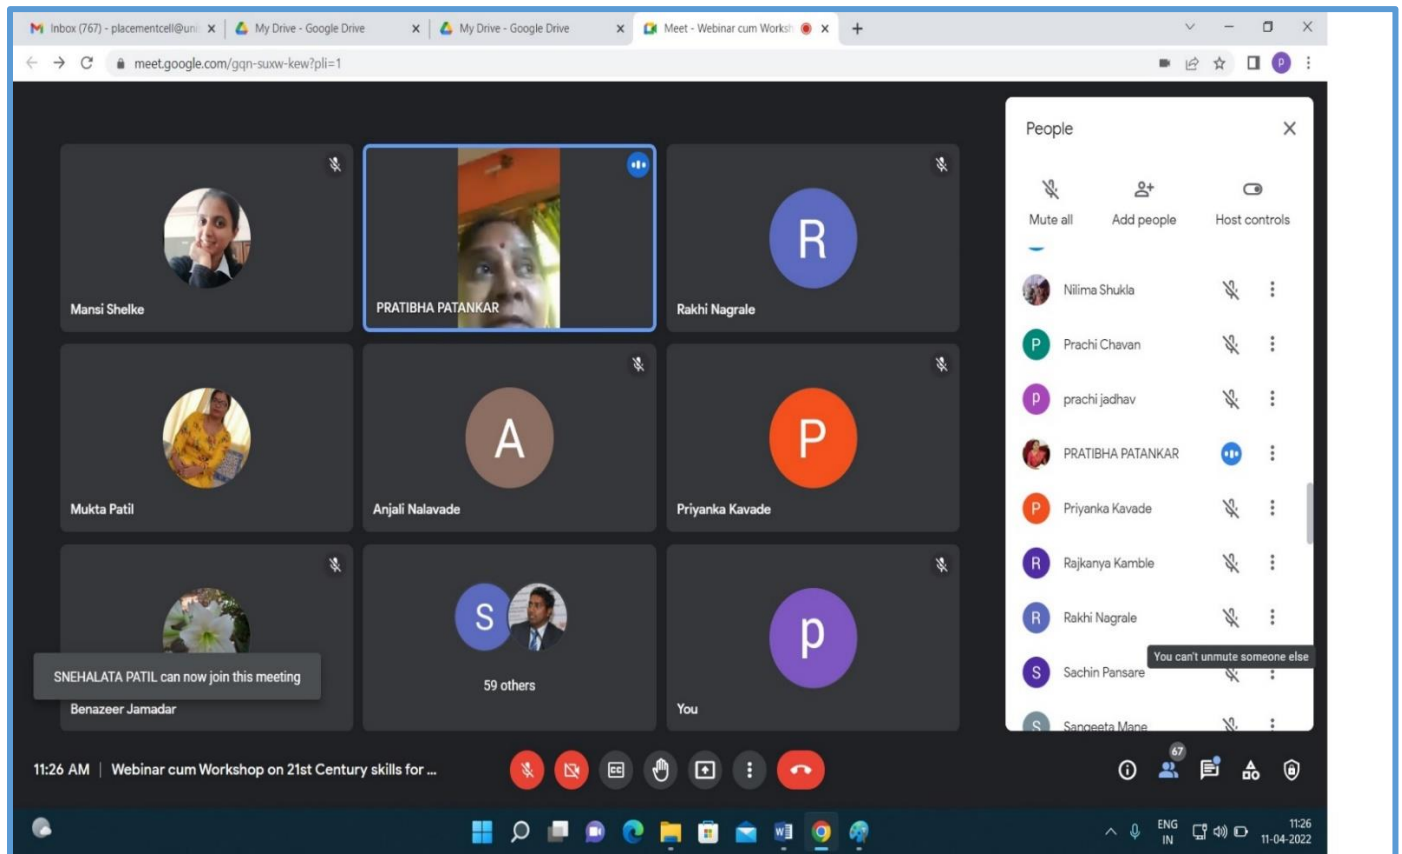 Inbox (767) - placementcell@uni
My Drive - Google Drive
My Drive - Google Drive
Meet - Webinar cum Worksh
meet.google.com/gqn-suxw-kew?pli=1
P
Mansi Shelke
PRATIBHA PATANKAR
R
Rakhi Nagrale
Mukta Patil
A
Anjali Nalavade
P
Priyanka Kavade
SNEHALATA PATIL can now join this meeting
Benazeer Jamadar
S
59 others
p
You
People
Mute all
Add people
Host controls
Nilima Shukla
P Prachi Chavan
p prachi jadhav
PRATIBHA PATANKAR
P Priyanka Kavade
R Rajkanya Kamble
R Rakhi Nagrale
You can't unmute someone else
S Sachin Pansare
S Sangeeta Mane
11:26 AM | Webinar cum Workshop on 21st Century skills for ...
CC
67
ENG
IN
11:26
11-04-2022